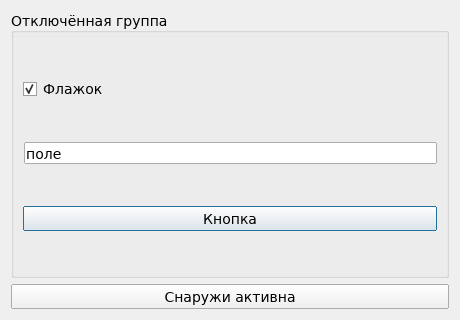 Отключённая группа
Флажок
поле
Кнопка
Снаружи активна